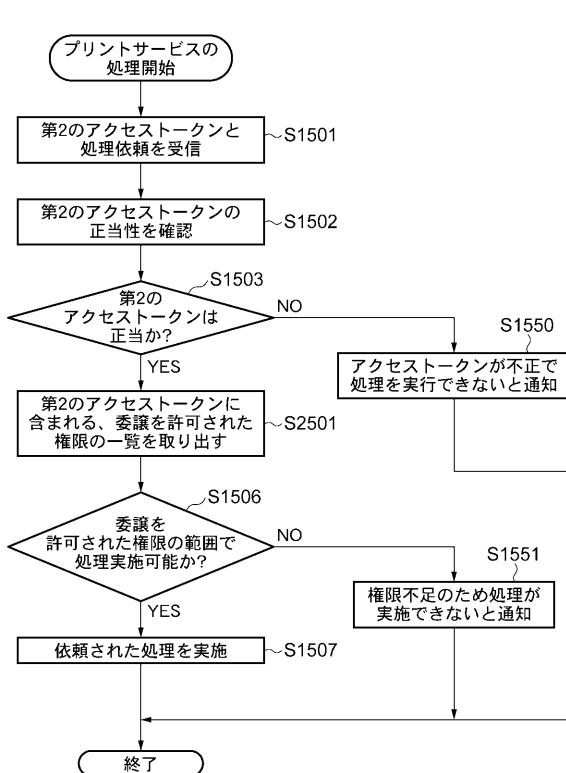 プリントサービスの
処理開始
第2のアクセストークンと
処理依頼を受信
S1501
第2のアクセストークンの
正当性を確認
S1502
S1503
第2の
アクセストークンは
正当か?
NO
YES
S1550
アクセストークンが不正で
処理を実行できないと通知
第2のアクセストークンに
含まれる、委譲を許可された
権限の一覧を取り出す
S2501
S1506
委譲を
許可された権限の範囲で
処理実施可能か?
NO
YES
S1551
権限不足のため処理が
実施できないと通知
依頼された処理を実施
S1507
終了